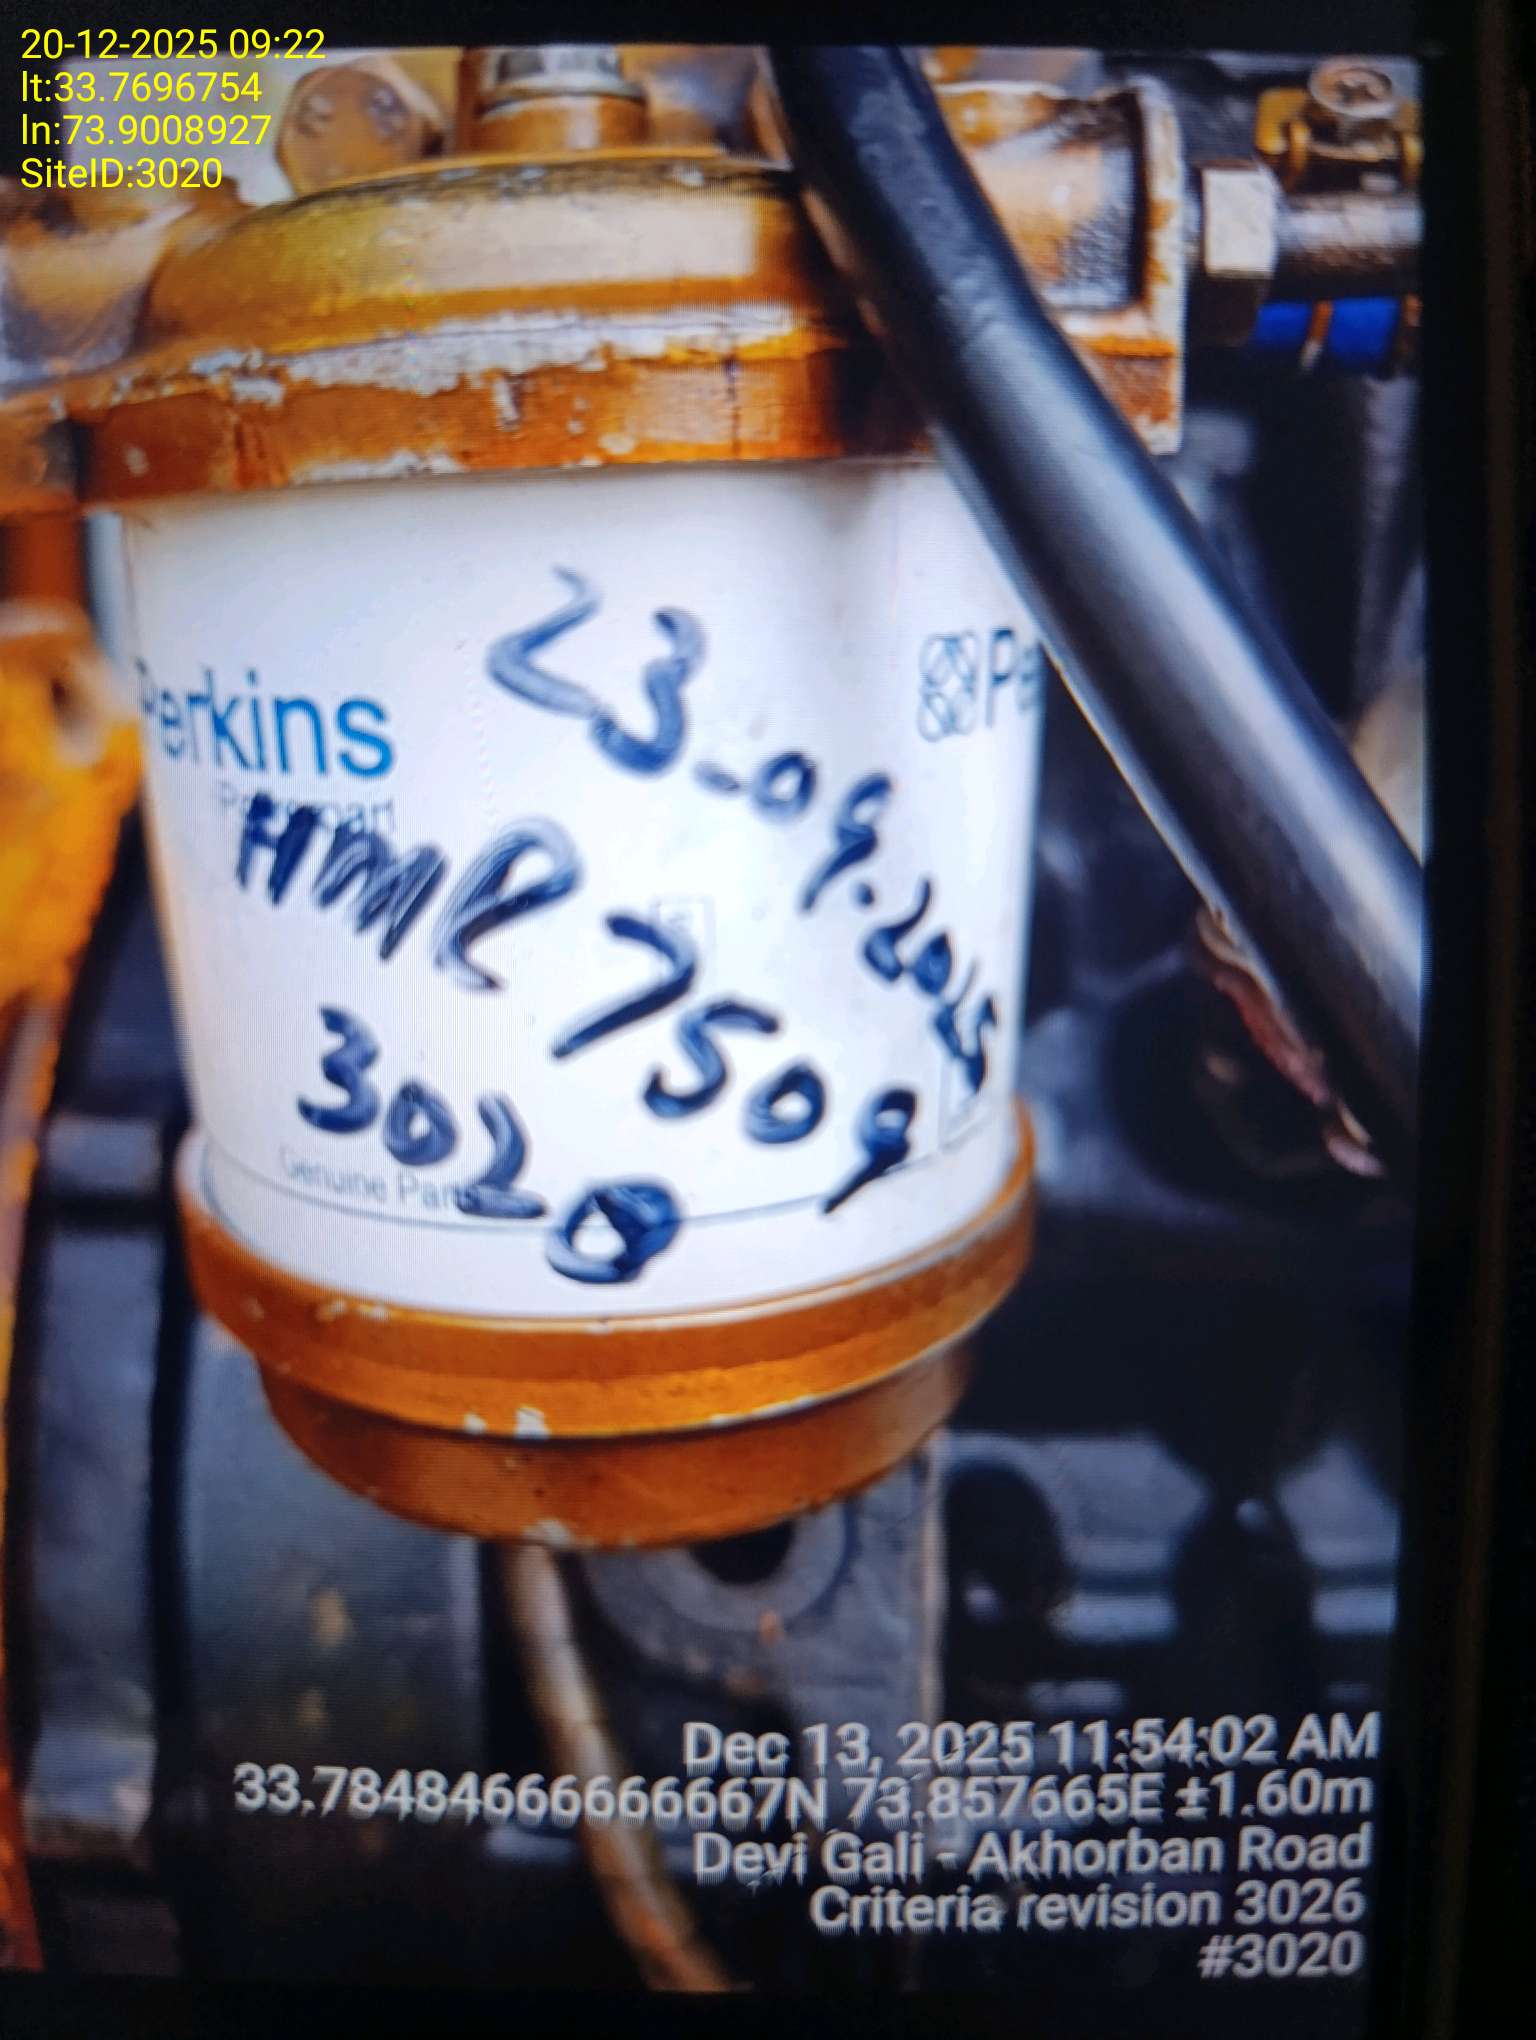 20-12-2025 09:22
lt:33.7696754
ln:73.9008927
SiteID:3020
23.09.2025
Perkins
HMR 7509
3020
Genuine Parts
Dec 13, 2025 11:54:02 AM
33.78484666666667N 73.857665E ±1.60m
Devi Gali - Akhorban Road
Criteria revision 3026
#3020